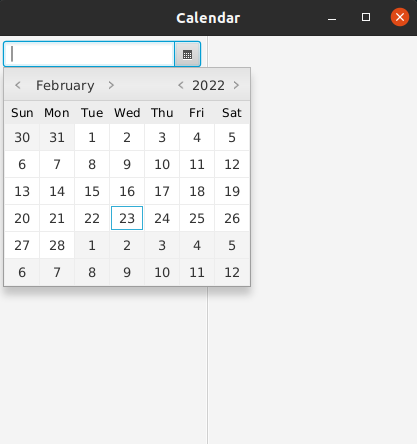 Calendar
February 2022
Sun Mon Tue Wed Thu Fri Sat
30 31 1 2 3 4 5
6 7 8 9 10 11 12
13 14 15 16 17 18 19
20 21 22 23 24 25 26
27 28 1 2 3 4 5
6 7 8 9 10 11 12